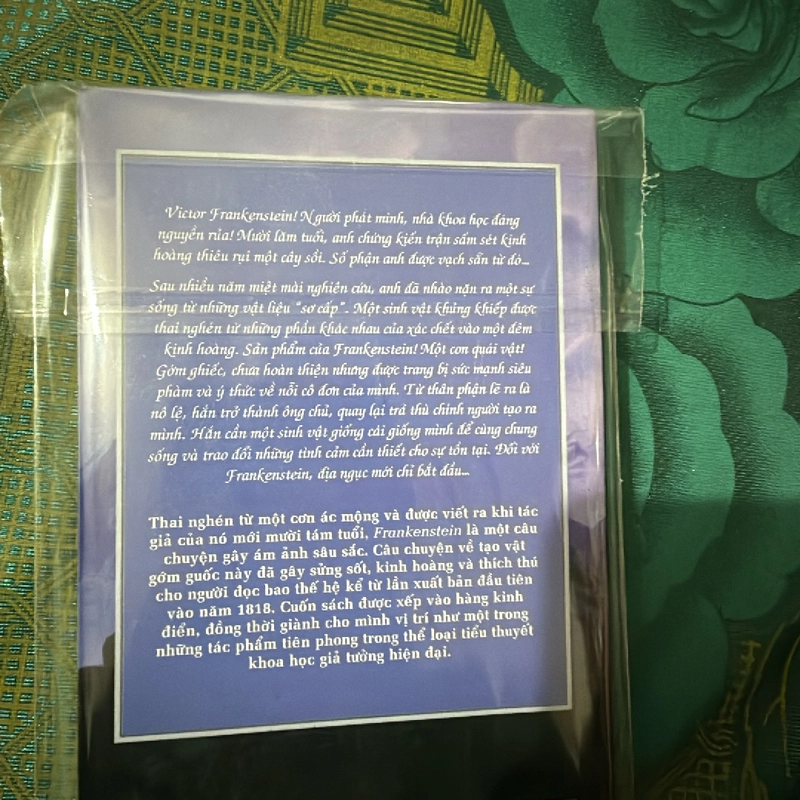 Victor Frankenstein! Người phát minh, nhà khoa học đáng
nguyền rủa! Mười lăm tuổi, anh chứng kiến trận sấm sét kinh
hoàng thiêu rụi một cây sồi. Số phận anh được vạch sẵn từ đó...
Sau nhiều năm miệt mài nghiên cứu, anh đã nhào nặn ra một sự
sống từ những vật liệu "sơ cấp". Một sinh vật khủng khiếp được
thai nghén từ những phần khác nhau của xác chết vào một đêm
kinh hoàng. Sản phẩm của Frankenstein! Một con quái vật!
Gớm ghiếc, chưa hoàn thiện nhưng được trang bị sức mạnh siêu
phàm và ý thức về nỗi cô đơn của mình. Từ thân phận lẽ ra là
nô lệ, hắn trở thành ông chủ, quay lại trả thù chính người tạo ra
mình. Hắn cần một sinh vật giống cái giống mình để cùng chung
sống và trao đổi những tình cảm cần thiết cho sự tồn tại. Đối với
Frankenstein, địa ngục mới chỉ bắt đầu...
Thai nghén từ một cơn ác mộng và được viết ra khi tác
giả của nó mới mười tám tuổi, Frankenstein là một câu
chuyện gây ám ảnh sâu sắc. Câu chuyện về tạo vật
gớm guốc này đã gây sửng sốt, kinh hoàng và thích thú
cho người đọc bao thế hệ kể từ lần xuất bản đầu tiên
vào năm 1818. Cuốn sách được xếp vào hàng kinh
điển, đồng thời giành cho mình vị trí như một trong
những tác phẩm tiên phong trong thể loại tiểu thuyết
khoa học giả tưởng hiện đại.